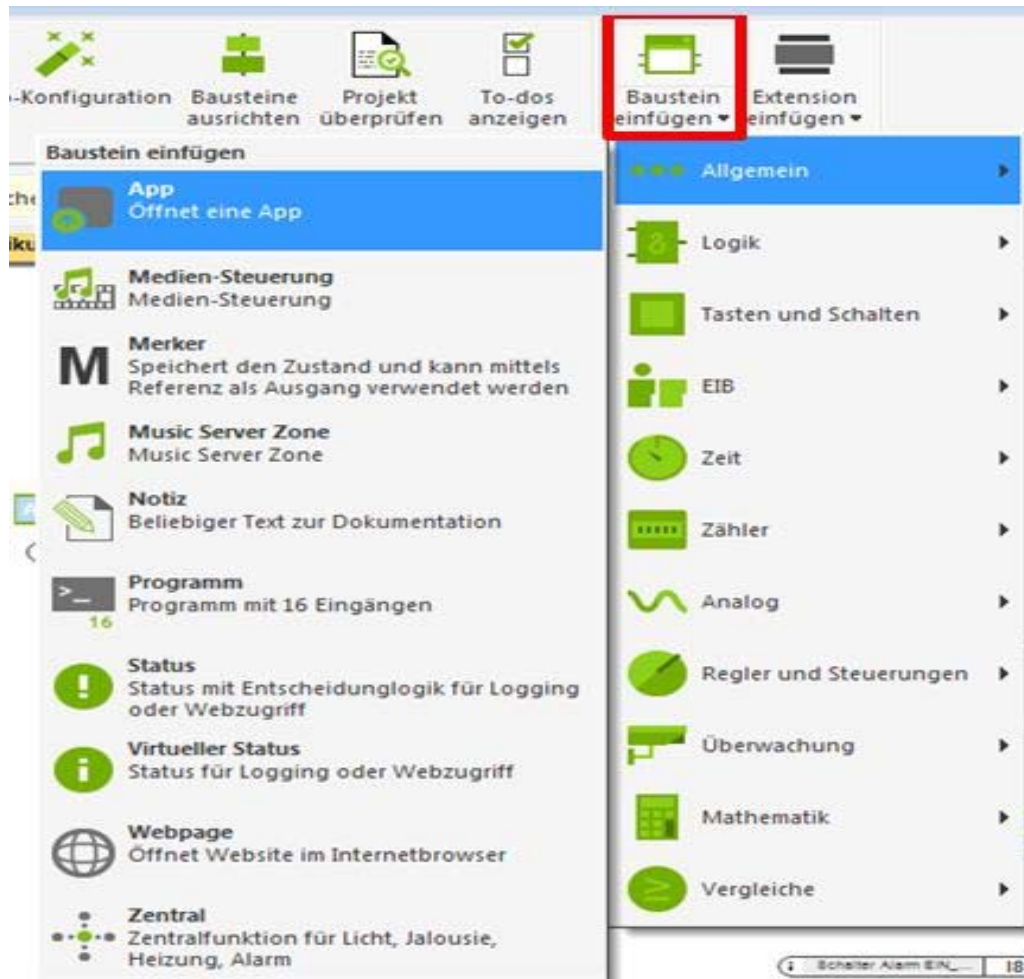 -Konfiguration
Bausteine
ausrichten
Projekt
überprüfen
To-dos
anzeigen
Baustein
einfügen
Extension
einfügen
Baustein einfügen
App
Öffnet eine App
Medien-Steuerung
Medien-Steuerung
M
Merker
Speichert den Zustand und kann mittels
Referenz als Ausgang verwendet werden
Music Server Zone
Music Server Zone
Notiz
Beliebiger Text zur Dokumentation
>_
16
Programm
Programm mit 16 Eingängen
Status
Status mit Entscheidunglogik für Logging
oder Webzugriff
Virtueller Status
Status für Logging oder Webzugriff
Webpage
Öffnet Website im Internetbrowser
Zentral
Zentralfunktion für Licht, Jalousie,
Heizung, Alarm
Allgemein
Logik
Tasten und Schalten
EIB
Zeit
Zähler
Analog
Regler und Steuerungen
Überwachung
Mathematik
Vergleiche
Schalter Alarm EIN_
18